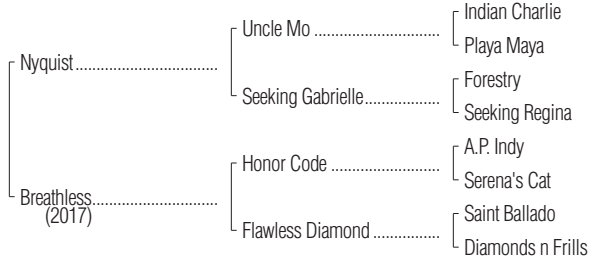 Indian Charlie
Uncle Mo ..............................
Playa Maya
Nyquist..................................
Forestry
Seeking Gabrielle..................
Seeking Regina
A.P. Indy
Honor Code ..........................
Serena's Cat
Breathless..............................
(2017)
Saint Ballado
Flawless Diamond ................
Diamonds n Frills